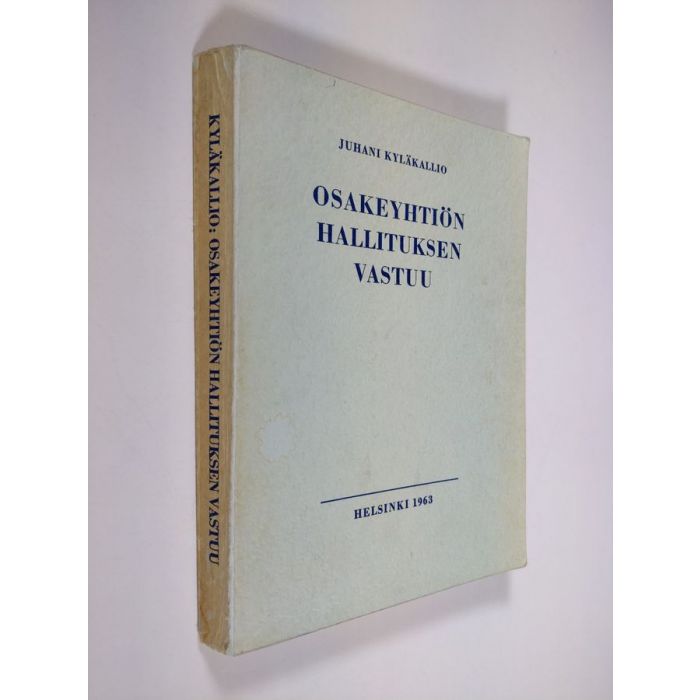 KYLÄKALLIO: OSAKEYHTIÖN HALLITUKSEN VASTUU
JUHANI KYLÄKALLIO
OSAKEYHTIÖN
HALLITUKSEN
VASTUU
HELSINKI 1963